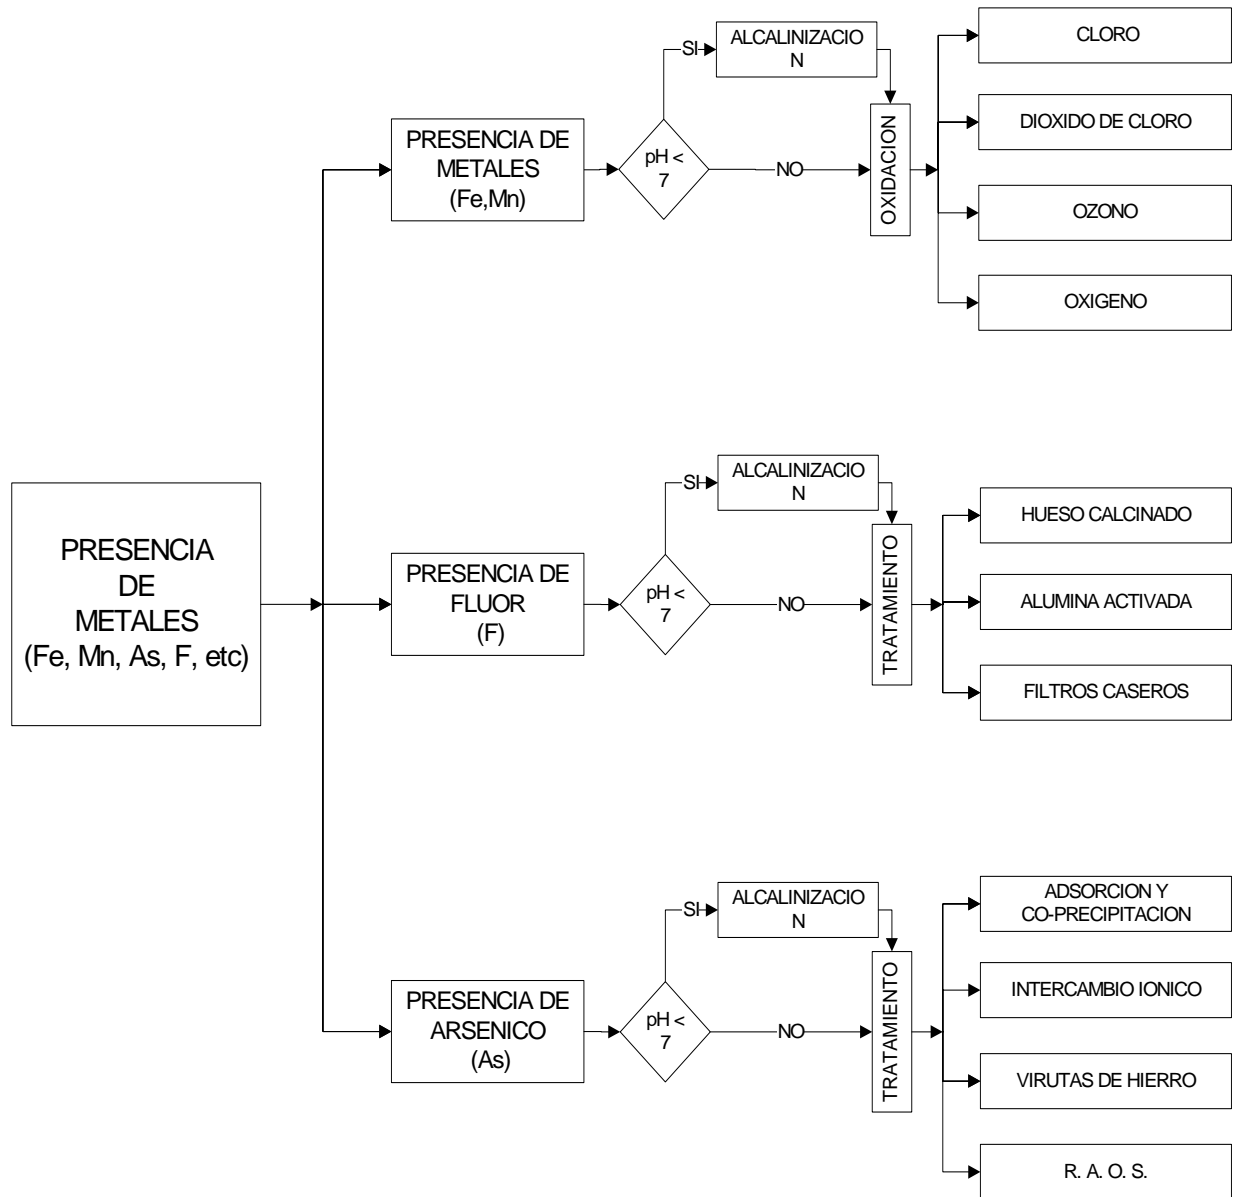 PRESENCIA
DE
METALES
(Fe, Mn, As, F, etc)
PRESENCIA DE
METALES
(Fe,Mn)
pH <
7
SI
ALCALINIZACIO
N
NO
OXIDACION
CLORO
DIOXIDO DE CLORO
OZONO
OXIGENO
PRESENCIA DE
FLUOR
(F)
pH <
7
SI
ALCALINIZACIO
N
NO
TRATAMIENTO
HUESO CALCINADO
ALUMINA ACTIVADA
FILTROS CASEROS
PRESENCIA DE
ARSENICO
(As)
pH <
7
SI
ALCALINIZACIO
N
NO
TRATAMIENTO
ADSORCION Y
CO-PRECIPITACION
INTERCAMBIO IONICO
VIRUTAS DE HIERRO
R. A. O. S.